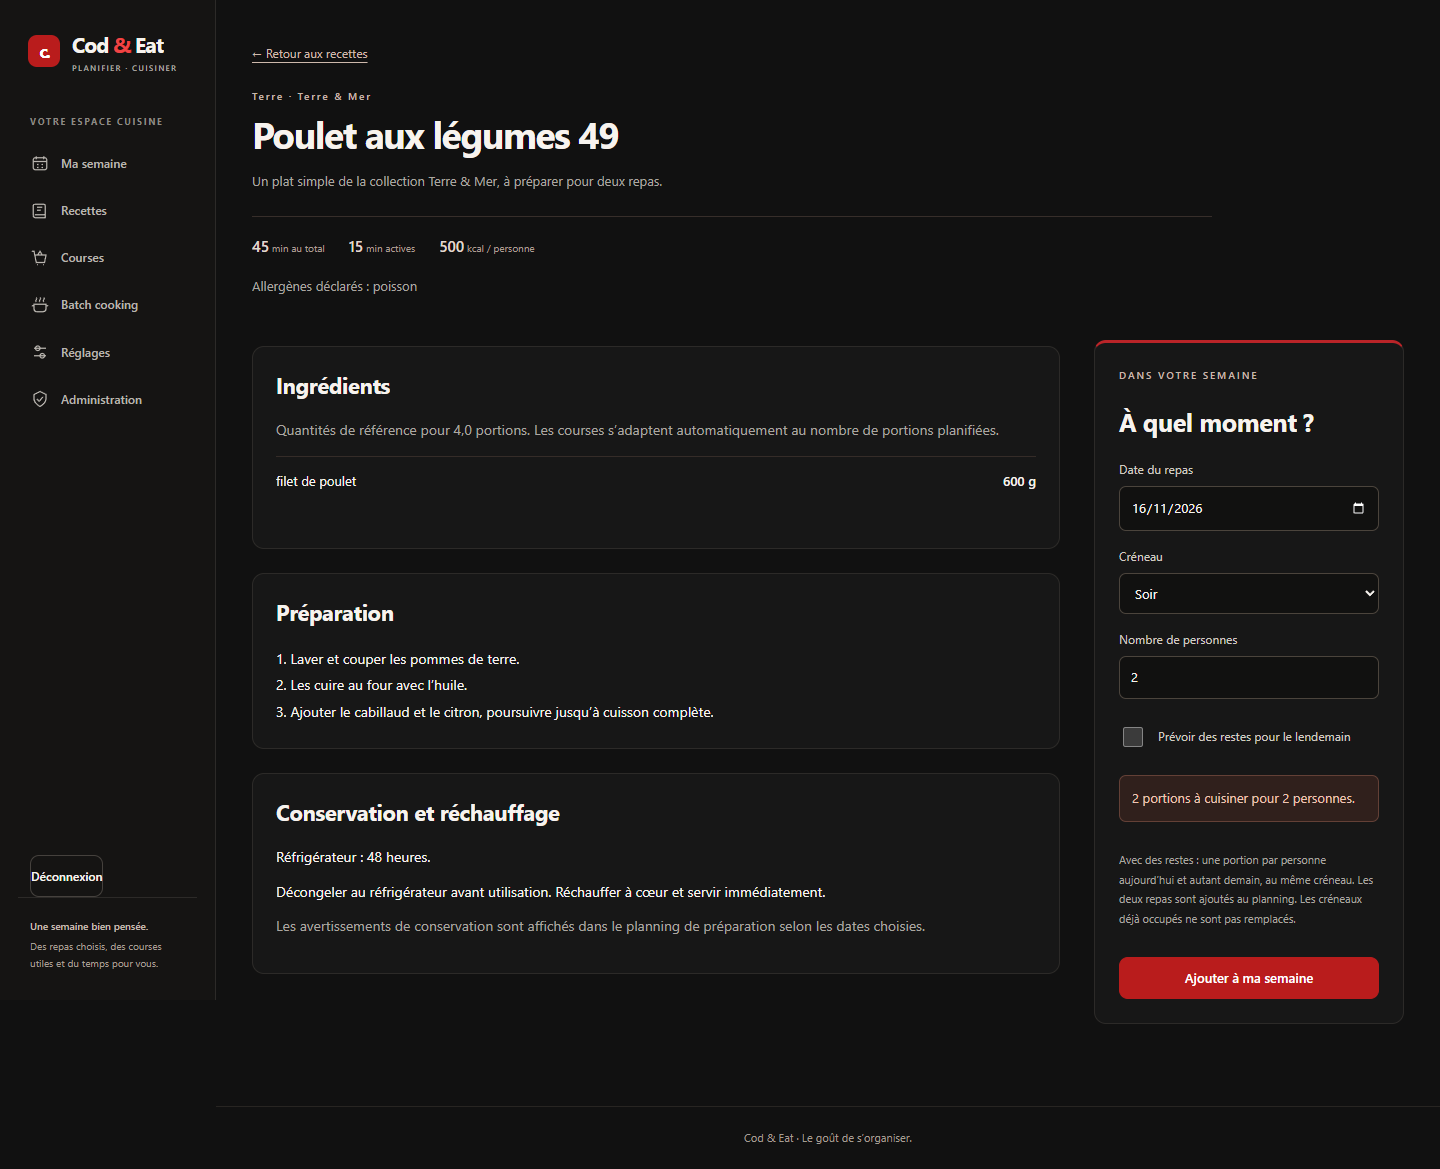 c.
Cod & Eat
PLANIFIER · CUISINER
VOTRE ESPACE CUISINE
Ma semaine
Recettes
Courses
Batch cooking
Réglages
Administration
Déconnexion
Une semaine bien pensée.
Des repas choisis, des courses
utiles et du temps pour vous.
← Retour aux recettes
Terre · Terre & Mer
Poulet aux légumes 49
Un plat simple de la collection Terre & Mer, à préparer pour deux repas.
45 min au total 15 min actives 500 kcal / personne
Allergènes déclarés : poisson
Ingrédients
Quantités de référence pour 4,0 portions. Les courses s’adaptent automatiquement au nombre de portions planifiées.
filet de poulet 600 g
Préparation
1. Laver et couper les pommes de terre.
2. Les cuire au four avec l’huile.
3. Ajouter le cabillaud et le citron, poursuivre jusqu’à cuisson complète.
Conservation et réchauffage
Réfrigérateur : 48 heures.
Décongeler au réfrigérateur avant utilisation. Réchauffer à cœur et servir immédiatement.
Les avertissements de conservation sont affichés dans le planning de préparation selon les dates choisies.
DANS VOTRE SEMAINE
À quel moment ?
Date du repas
16/11/2026
Créneau
Soir
Nombre de personnes
2
Prévoir des restes pour le lendemain
2 portions à cuisiner pour 2 personnes.
Avec des restes : une portion par personne
aujourd’hui et autant demain, au même créneau. Les
deux repas sont ajoutés au planning. Les créneaux
déjà occupés ne sont pas remplacés.
Ajouter à ma semaine
Cod & Eat · Le goût de s’organiser.